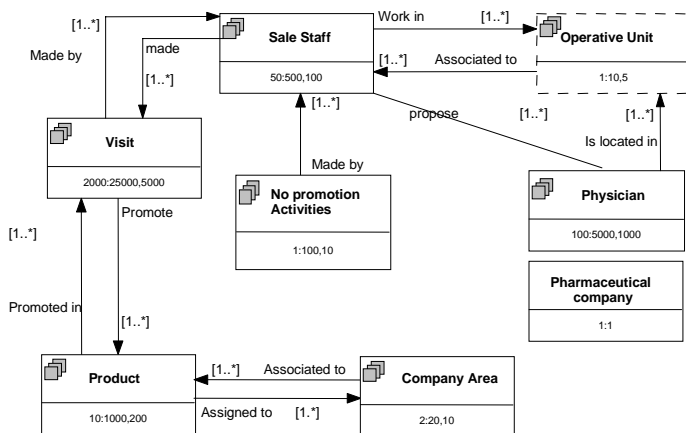 [1..*]
Made by
made
[1..*]
Sale Staff
50:500,100
Work in
[1..*]
[1..*]
Associated to
Operative Unit
1:10,5
[1..*]
propose
[1..*]
[1..*]
Is located in
Visit
2000:25000,5000
Made by
No promotion
Activities
1:100,10
Physician
100:5000,1000
Promote
[1..*]
Pharmaceutical
company
1:1
Promoted in
[1..*]
Product
10:1000,200
[1..*]
Associated to
Assigned to
[1.*]
Company Area
2:20,10